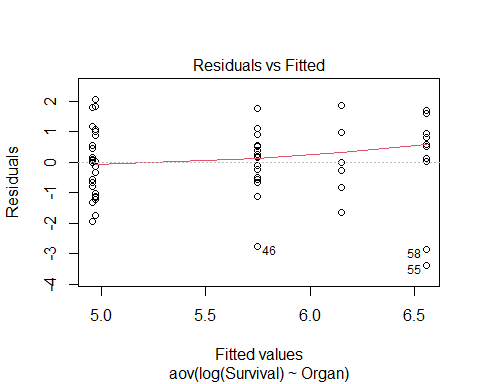 Residuals vs Fitted
Residuals
2
1
0
-1
-2
-3
-4
46
58
55
5.0 5.5 6.0 6.5
Fitted values
aov(log(Survival) ~ Organ)